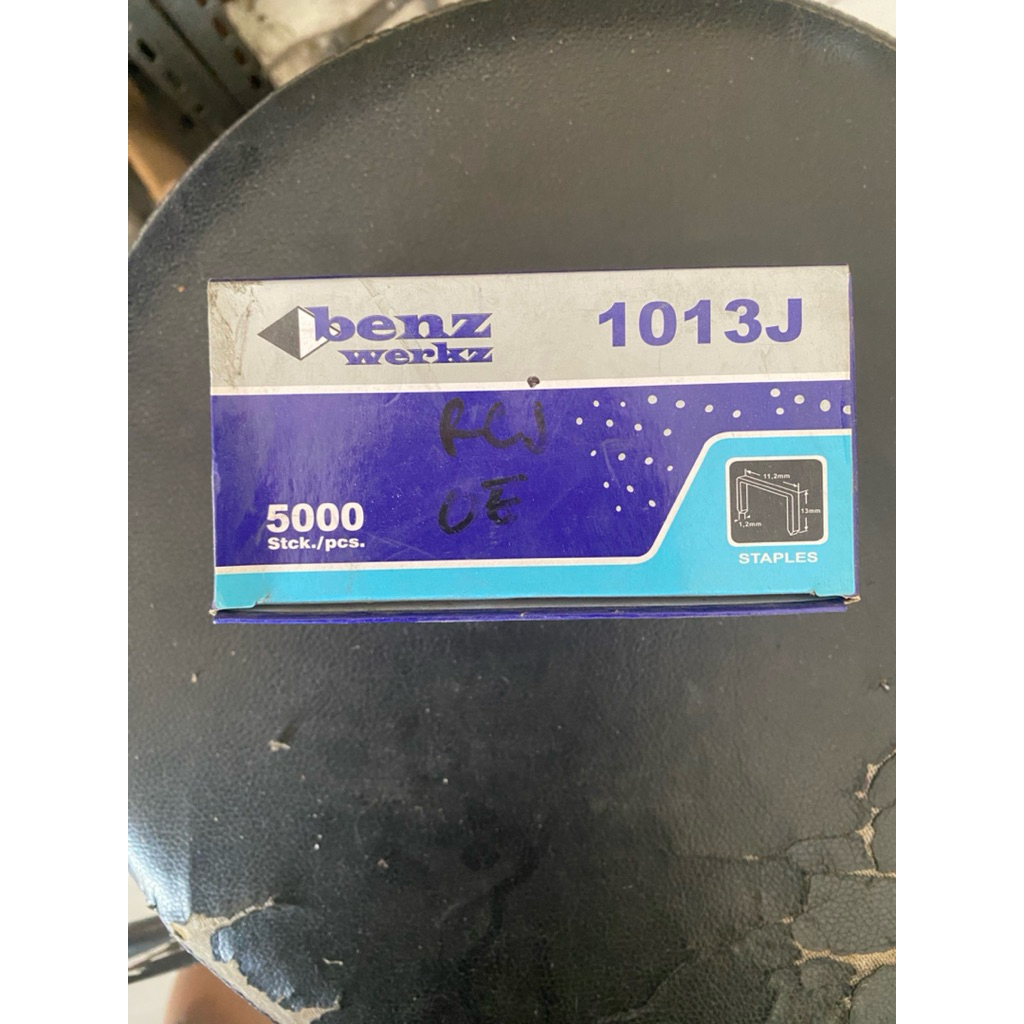 benz 1013J
werkz
5000
Stck./pcs.
11,2mm
13mm
1,2mm
STAPLES